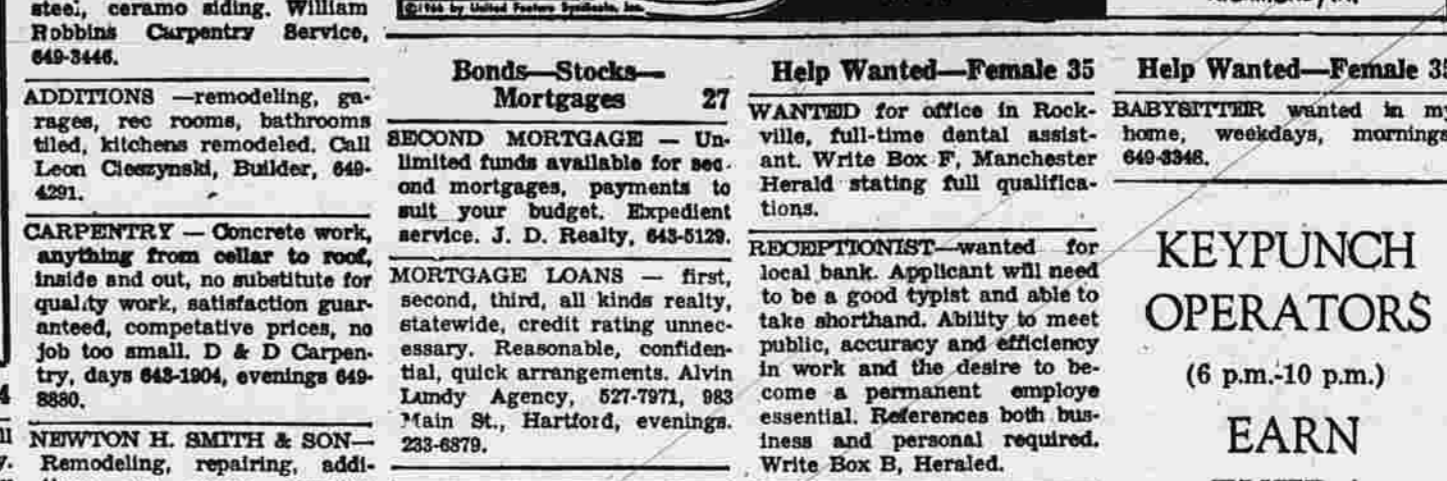 steel, ceramo siding. William
Robbins Carpentry Service,
649-3446.
ADDITIONS —remodeling, ga-
rages, rec rooms, bathrooms
tiled, kitchens remodeled. Call
Leon Cieszynski, Builder, 649-
4291.
CARPENTRY — Concrete work,
anything from cellar to roof,
inside and out, no substitute for
quality work, satisfaction guar-
anteed, competative prices, no
job too small. D & D Carpen-
try, days 643-1904, evenings 649-
8880.
NEWTON H. SMITH & SON—
Remodeling, repairing, addi-
©1966 by United Feature Syndicate, Inc.
Bonds—Stocks—
Mortgages 27
SECOND MORTGAGE — Un-
limited funds available for sec-
ond mortgages, payments to
suit your budget. Expedient
service. J. D. Realty, 643-5129.
MORTGAGE LOANS — first,
second, third, all kinds realty,
statewide, credit rating unnec-
essary. Reasonable, confiden-
tial, quick arrangements. Alvin
Lundy Agency, 527-7971, 983
Main St., Hartford, evenings.
233-6879.
Help Wanted—Female 35
WANTED for office in Rock-
ville, full-time dental assist-
ant. Write Box F, Manchester
Herald stating full qualifica-
tions.
RECEPTIONIST—wanted for
local bank. Applicant will need
to be a good typist and able to
take shorthand. Ability to meet
public, accuracy and efficiency
in work and the desire to be-
come a permanent employe
essential. References both bus-
iness and personal required.
Write Box B, Heraled.
Help Wanted—Female 35
BABYSITTER wanted in my
home, weekdays, mornings
649-3348.
KEYPUNCH
OPERATORS
(6 p.m.-10 p.m.)
EARN